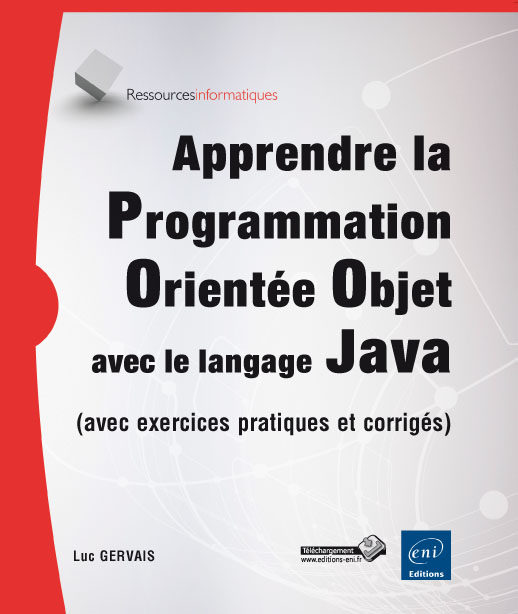 Ressourcesinformatiques
Apprendre la
Programmation
Orientée Objet
avec le langage Java
(avec exercices pratiques et corrigés)
Luc GERVAIS
Téléchargement
www.editions-eni.fr
eni
Editions